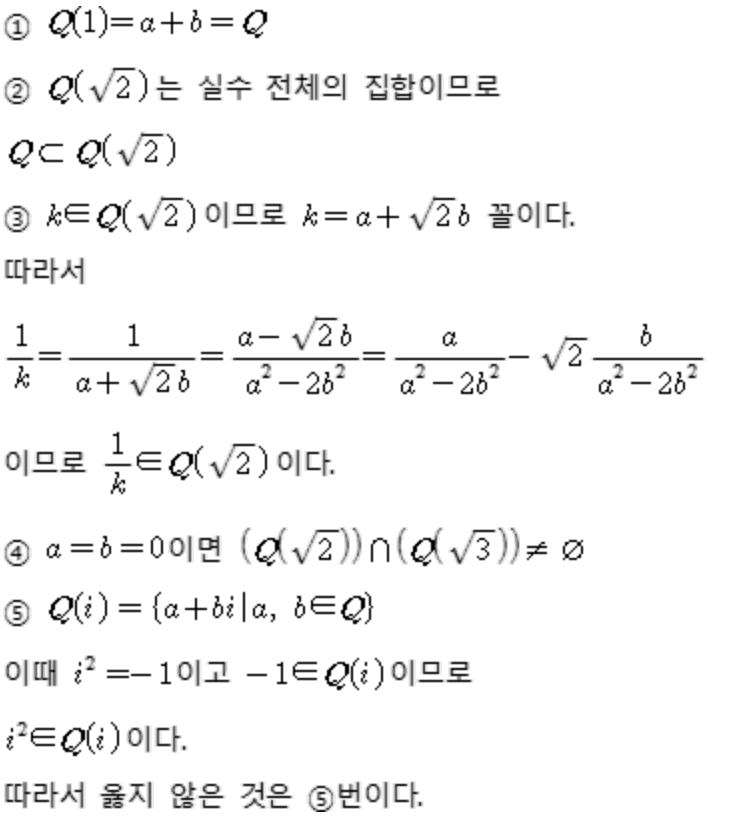 ① Q(1)=a+b=Q
② Q(√2)는 실수 전체의 집합이므로
Q⊂Q(√2)
③ k∈Q(√2)이므로 k=a+√2b 꼴이다.
따라서
1/k=1/(a+√2b)=(a-√2b)/(a²-2b²)=a/(a²-2b²)-√2 b/(a²-2b²)
이므로 1/k∈Q(√2)이다.
④ a=b=0이면 (Q(√2))∩(Q(√3))≠∅
⑤ Q(i)={a+bi|a, b∈Q}
이때 i²=-1이고 -1∈Q(i)이므로
i²∈Q(i)이다.
따라서 옳지 않은 것은 ⑤번이다.